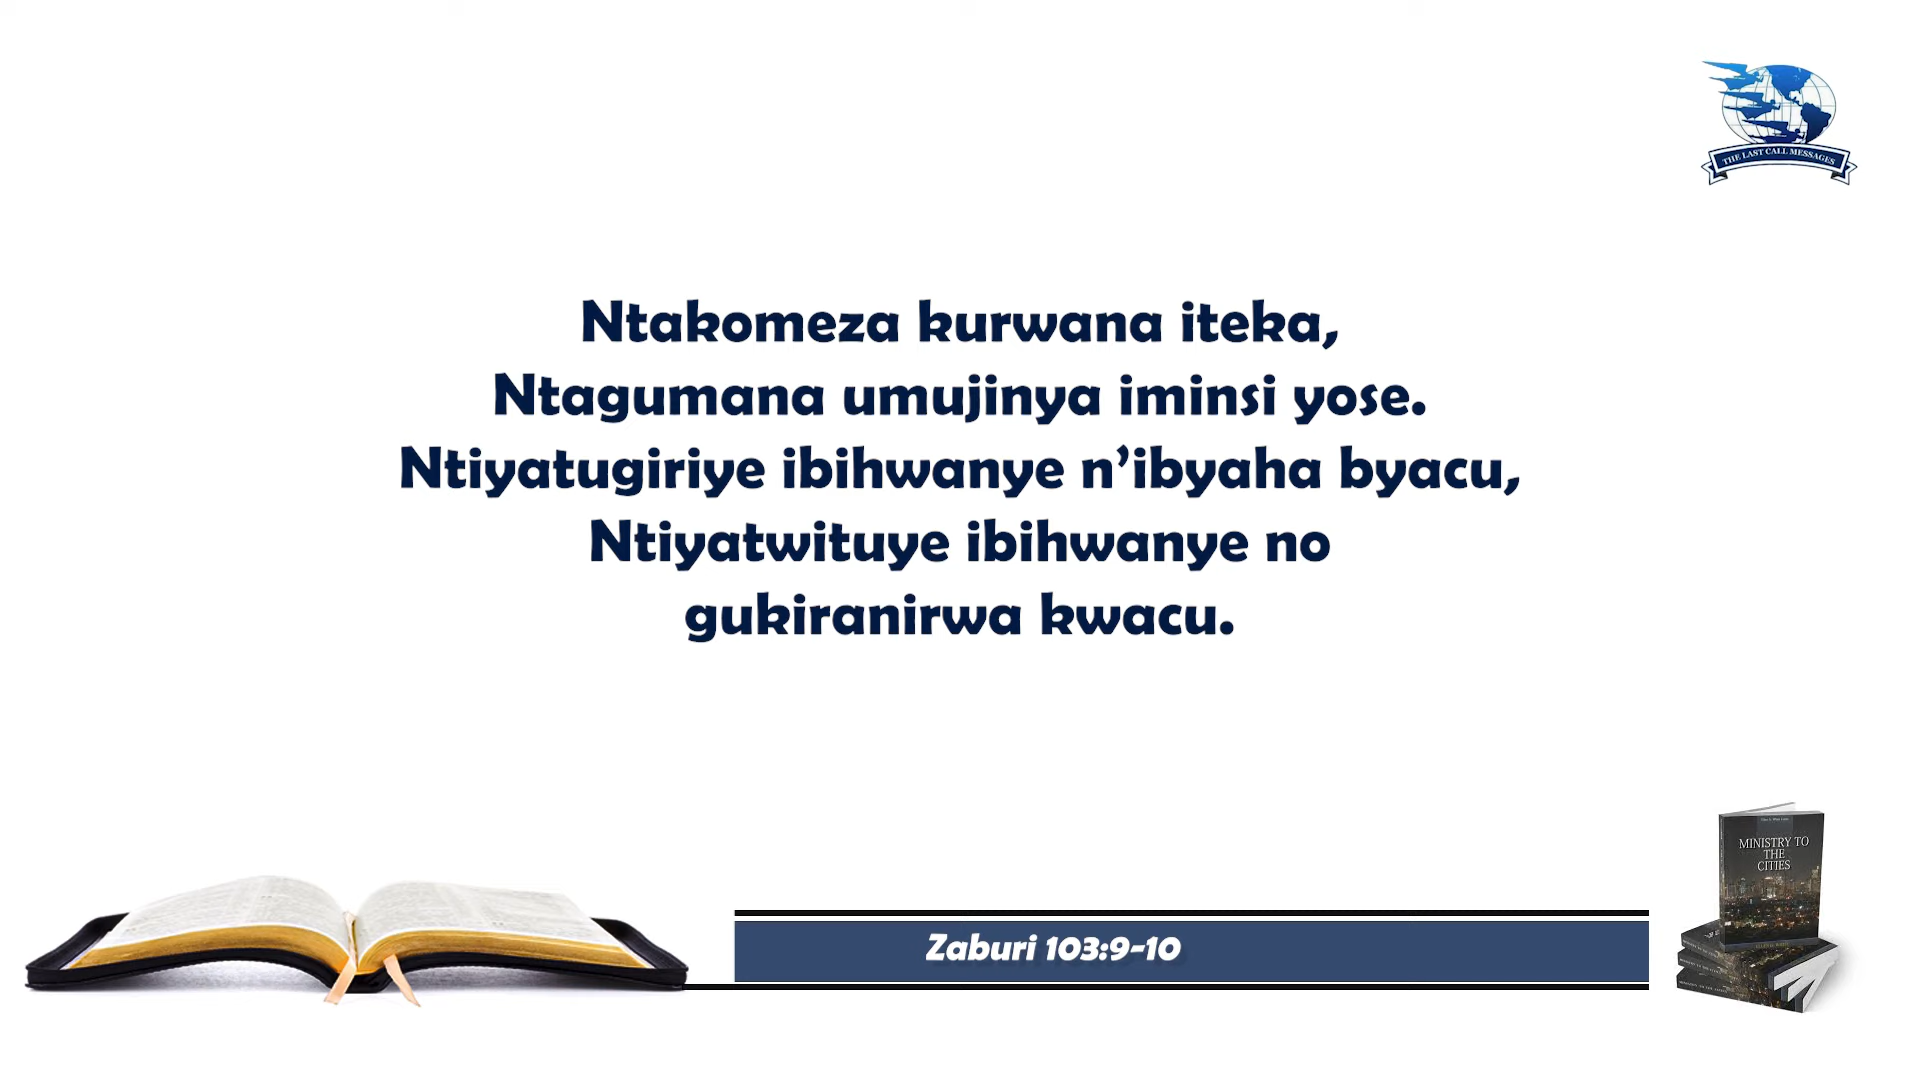 THE LAST CALL MESSAGES
Ntakomeza kurwana iteka,
Ntagumana umujinya iminsi yose.
Ntiyatugiriye ibihwanye n’ibyaha byacu,
Ntiyatwituye ibihwanye no
gukiranirwa kwacu.
MINISTRY TO
THE
CITIES
Zaburi 103:9-10